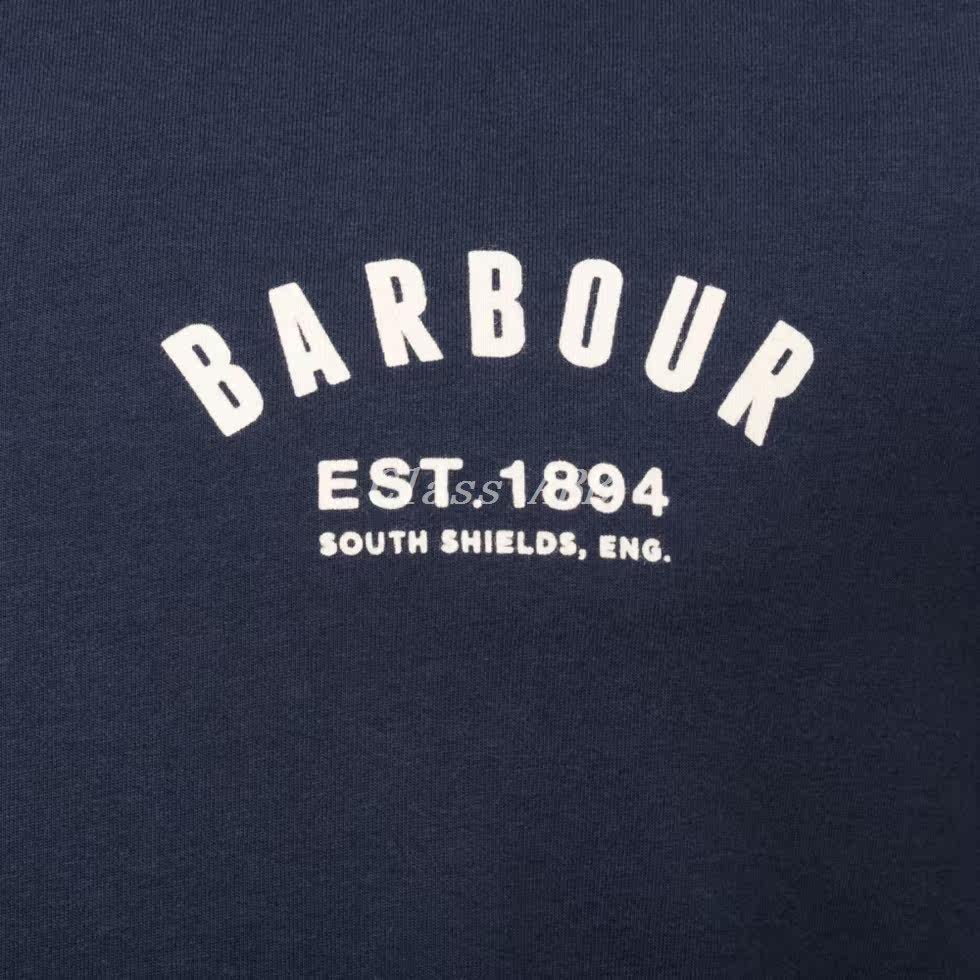 BARBOUR
EST. 1894
SOUTH SHIELDS, ENG.